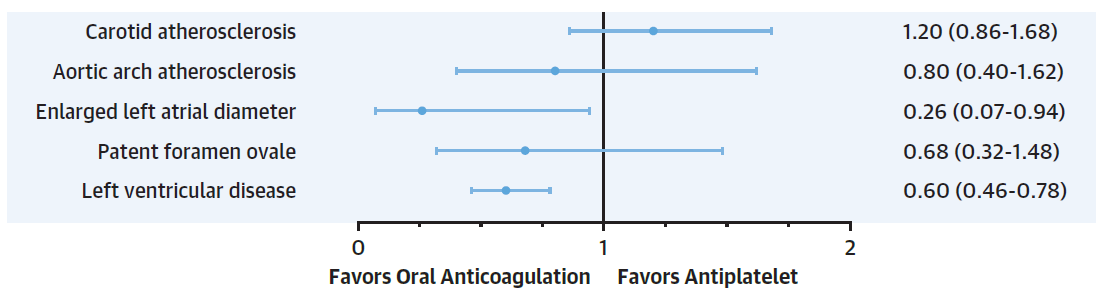 Carotid atherosclerosis 1.20 (0.86-1.68)
Aortic arch atherosclerosis 0.80 (0.40-1.62)
Enlarged left atrial diameter 0.26 (0.07-0.94)
Patent foramen ovale 0.68 (0.32-1.48)
Left ventricular disease 0.60 (0.46-0.78)
0 1 2
Favors Oral Anticoagulation Favors Antiplatelet